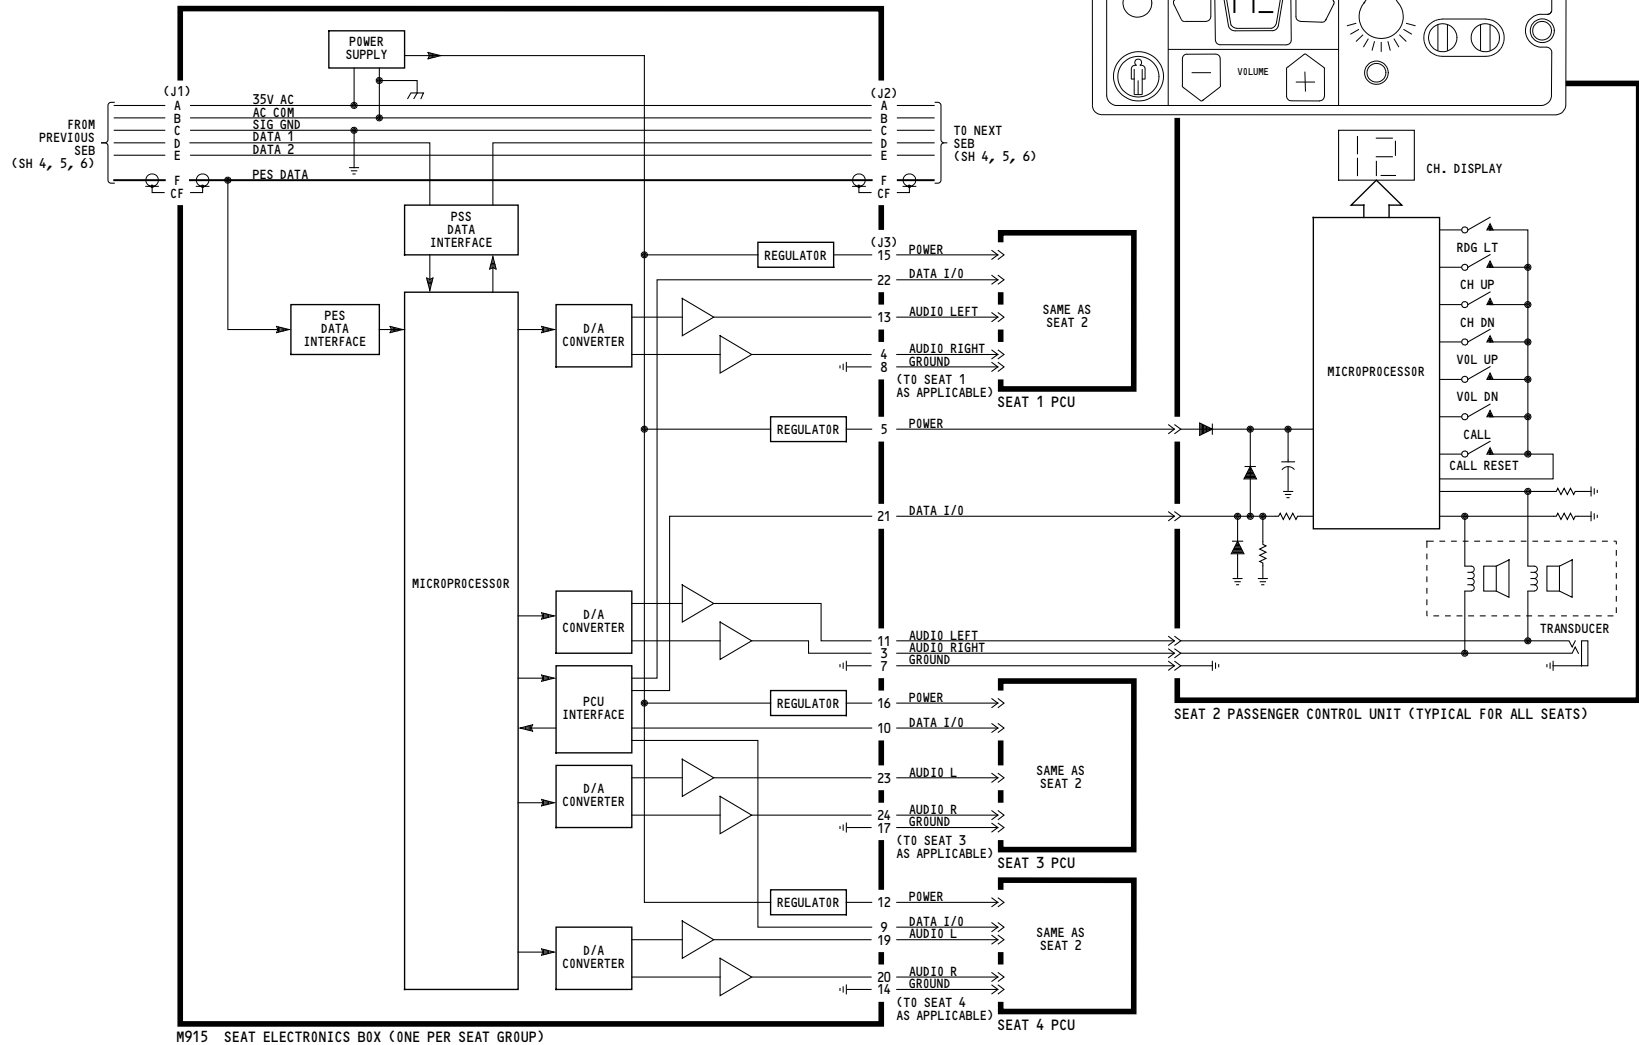 POWER
SUPPLY
(J1)
A
B
C
D
E
F
CF
35V AC
AC COM
SIG GND
DATA 1
DATA 2
PES DATA
FROM
PREVIOUS
SEB
(SH 4, 5, 6)
(J2)
A
B
C
D
E
F
CF
TO NEXT
SEB
(SH 4, 5, 6)
PSS
DATA
INTERFACE
PES
DATA
INTERFACE
MICROPROCESSOR
D/A
CONVERTER
D/A
CONVERTER
PCU
INTERFACE
D/A
CONVERTER
D/A
CONVERTER
REGULATOR
(J3)
15 POWER
22 DATA I/O
13 AUDIO LEFT
4 AUDIO RIGHT
8 GROUND
(TO SEAT 1
AS APPLICABLE)
SAME AS
SEAT 2
SEAT 1 PCU
REGULATOR
5 POWER
21 DATA I/O
11 AUDIO LEFT
3 AUDIO RIGHT
7 GROUND
REGULATOR
16 POWER
10 DATA I/O
23 AUDIO L
24 AUDIO R
17 GROUND
(TO SEAT 3
AS APPLICABLE)
SAME AS
SEAT 2
SEAT 3 PCU
REGULATOR
12 POWER
9 DATA I/O
19 AUDIO L
20 AUDIO R
14 GROUND
(TO SEAT 4
AS APPLICABLE)
SAME AS
SEAT 2
SEAT 4 PCU
M915 SEAT ELECTRONICS BOX (ONE PER SEAT GROUP)
− VOLUME +
12
CH. DISPLAY
MICROPROCESSOR
RDG LT
CH UP
CH DN
VOL UP
VOL DN
CALL
CALL RESET
TRANSDUCER
SEAT 2 PASSENGER CONTROL UNIT (TYPICAL FOR ALL SEATS)